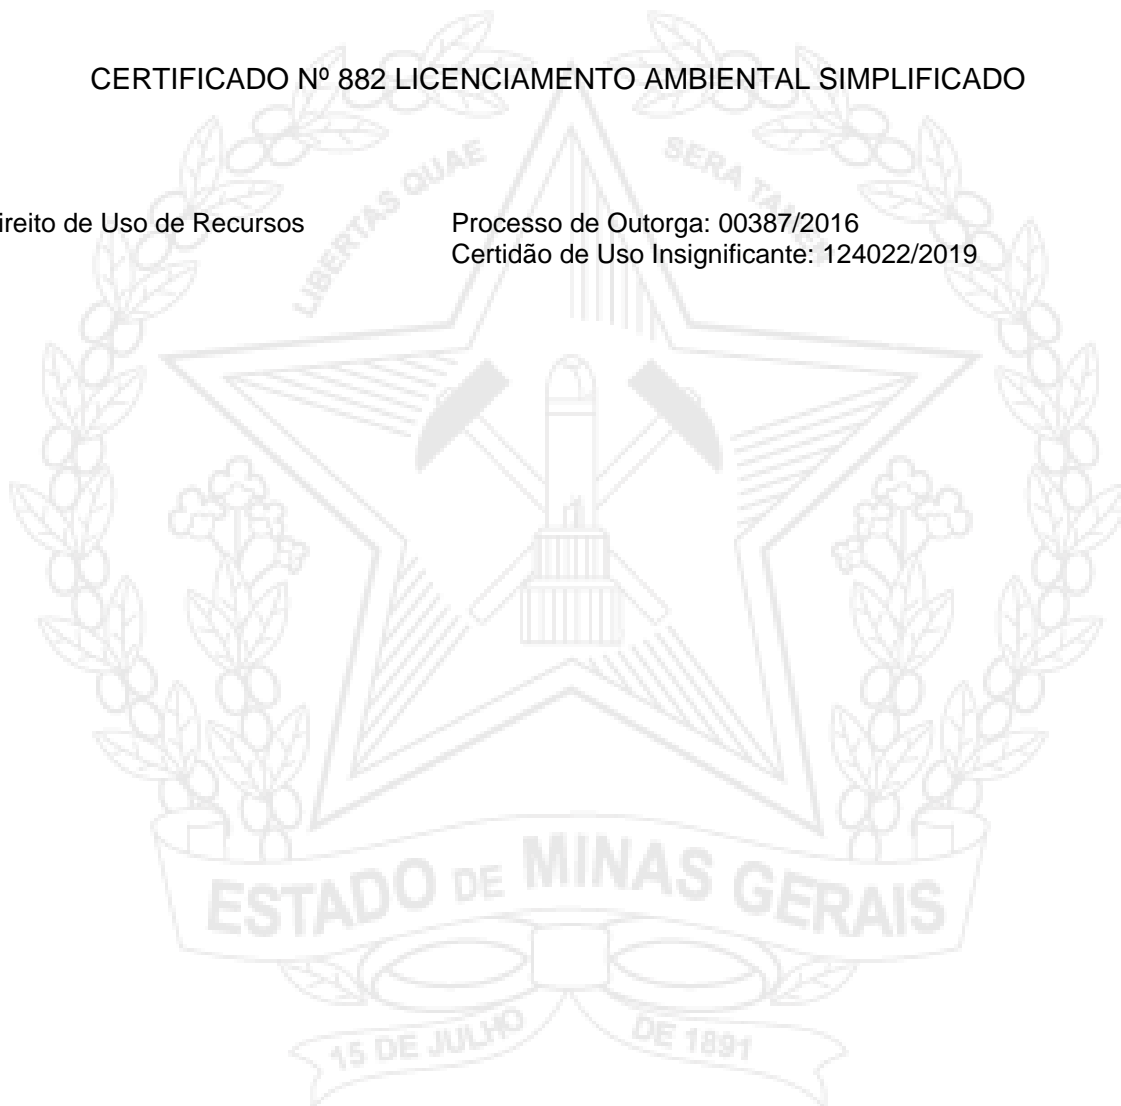 CERTIFICADO Nº 882 LICENCIAMENTO AMBIENTAL SIMPLIFICADO
LIBERTAS QUAE SERA
ireito de Uso de Recursos Processo de Outorga: 00387/2016
Certidão de Uso Insignificante: 124022/2019
ESTADO DE MINAS GERAIS
15 DE JULHO DE 1891